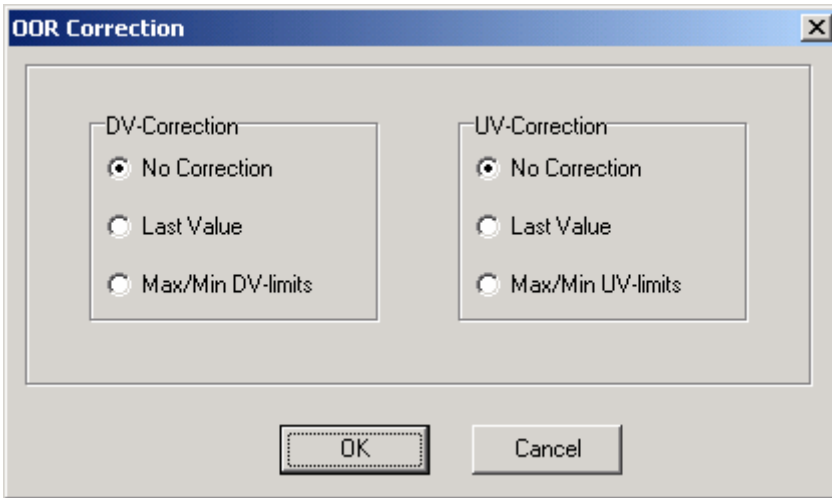 OOR Correction
DV-Correction
No Correction
Last Value
Max/Min DV-limits
UV-Correction
No Correction
Last Value
Max/Min UV-limits
OK
Cancel